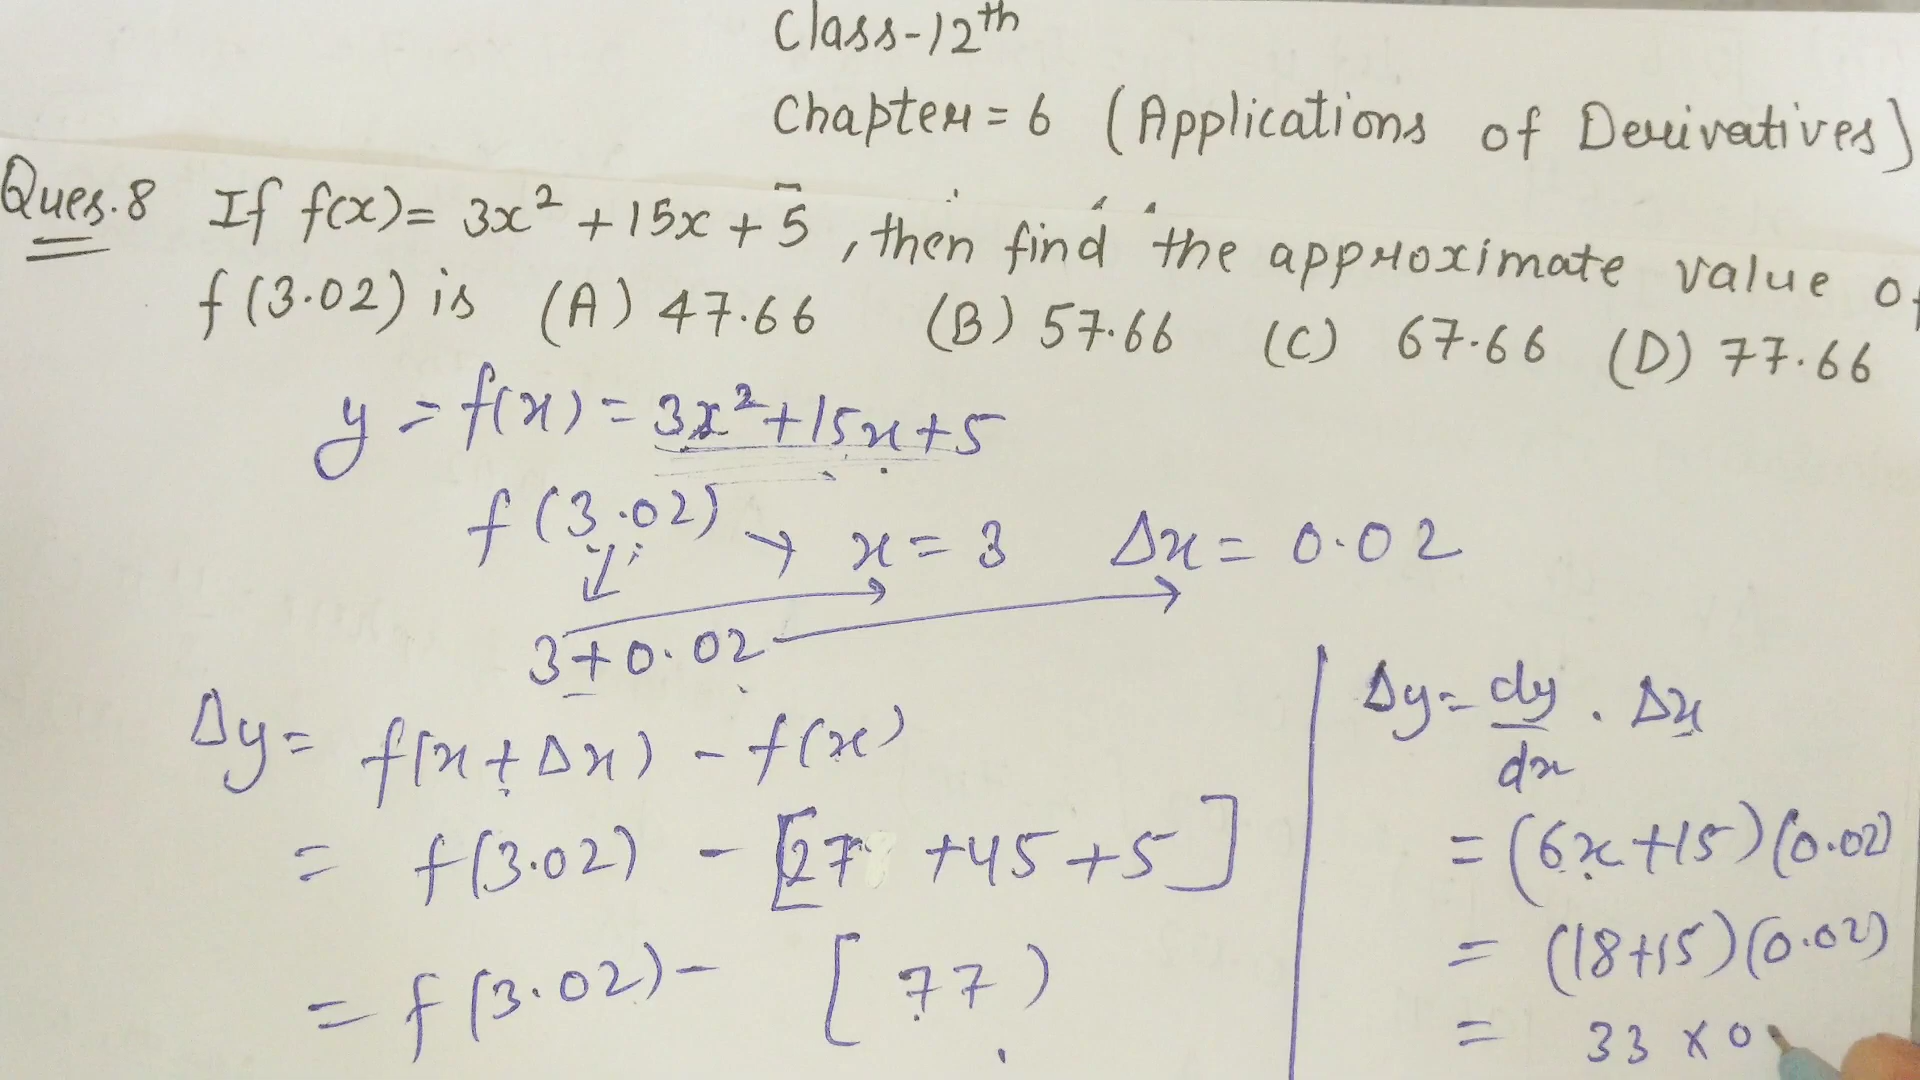 Class-12th
Chapter = 6 (Applications of Derivatives)
Ques.8 If f(x) = 3x² + 15x + 5, then find the approximate value of
f(3.02) is (A) 47.66 (B) 57.66 (C) 67.66 (D) 77.66
y = f(x) = 3x² + 15x + 5
f(3.02) → x = 3 Δx = 0.02
3 + 0.02
Δy = f(x + Δx) - f(x)
= f(3.02) - [27 + 45 + 5]
= f(3.02) - [77)
Δy = dy/dx . Δx
= (6x + 15)(0.02)
= (18 + 15)(0.02)
= 33 × 0